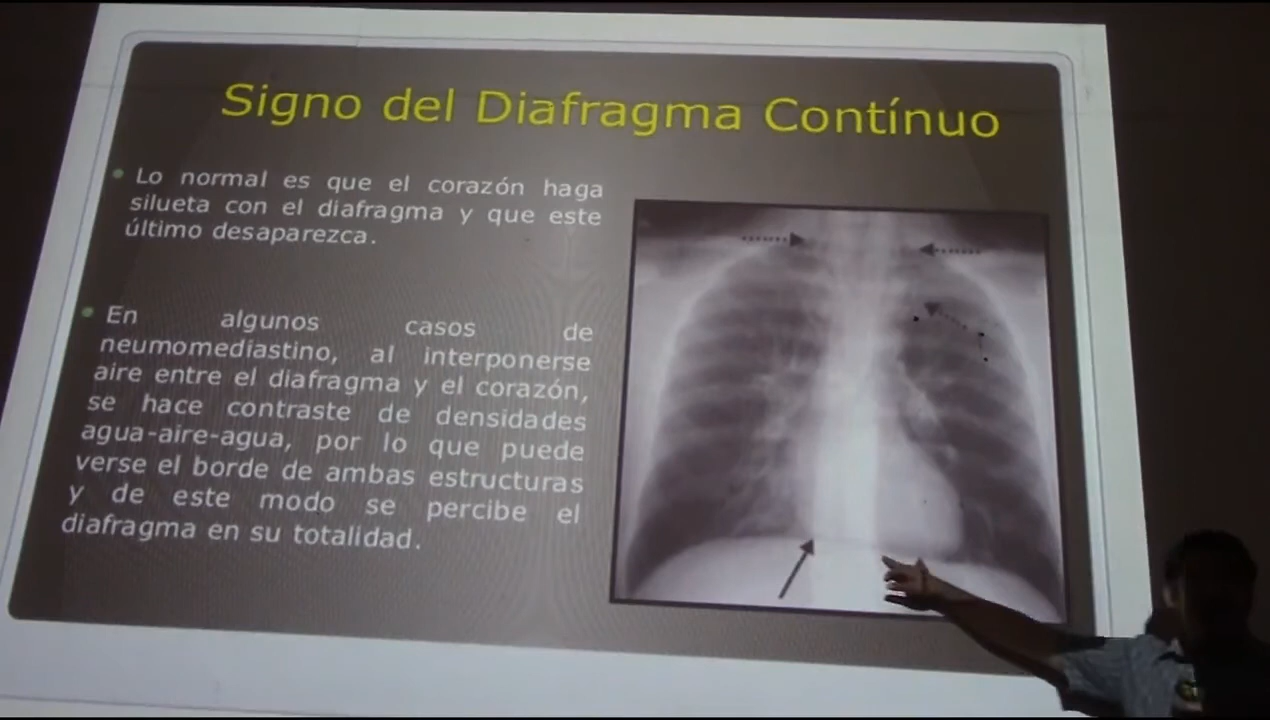 Signo del Diafragma Contínuo
Lo normal es que el corazón haga
silueta con el diafragma y que este
último desaparezca.
En algunos casos de
neumomediastino, al interponerse
aire entre el diafragma y el corazón,
se hace contraste de densidades
agua-aire-agua, por lo que puede
verse el borde de ambas estructuras
y de este modo se percibe el
diafragma en su totalidad.